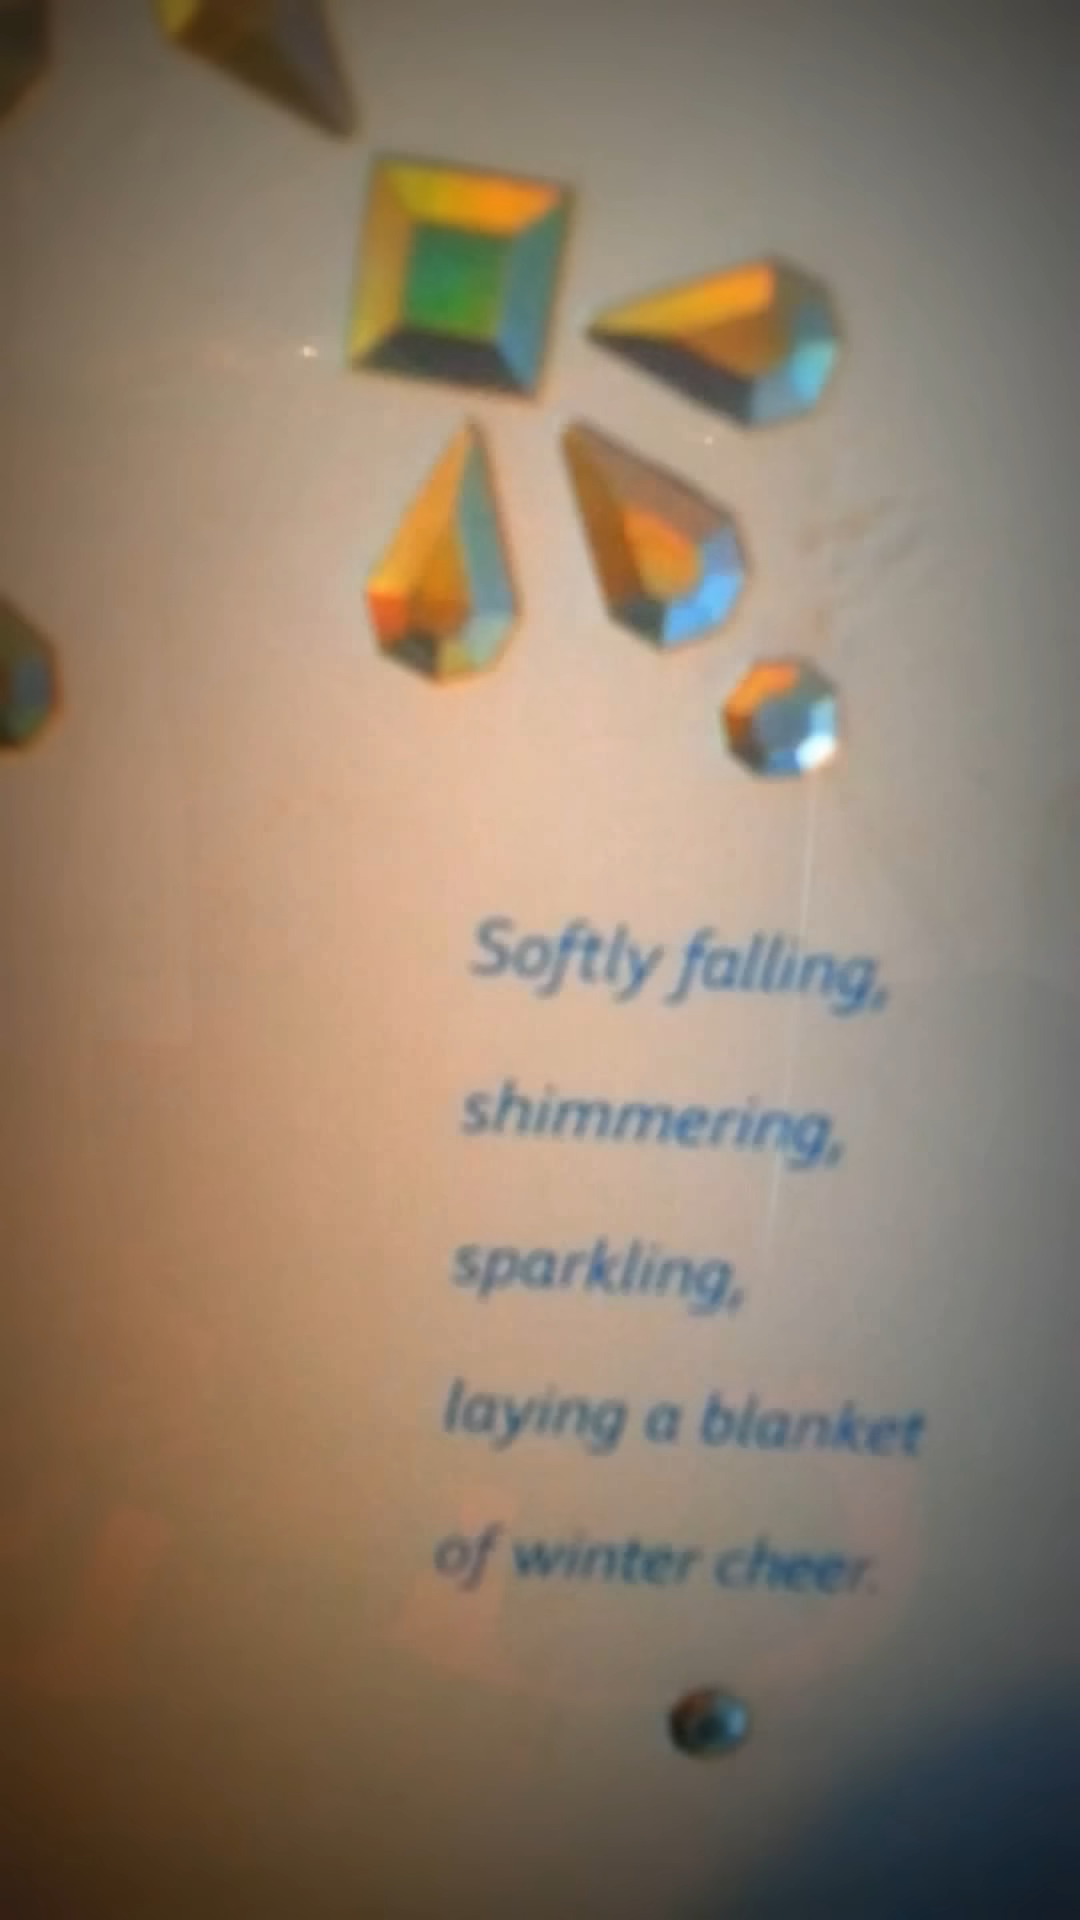 Softly falling,
shimmering,
sparkling,
laying a blanket
of winter cheer.